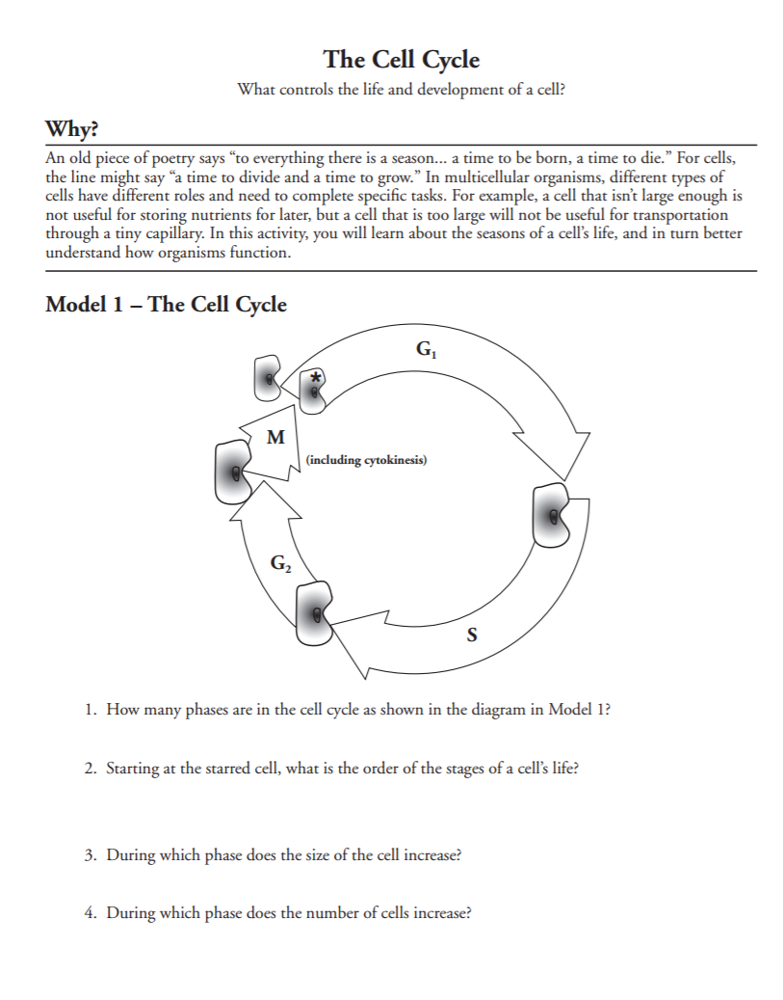 The Cell Cycle
What controls the life and development of a cell?
Why?
An old piece of poetry says “to everything there is a season... a time to be born, a time to die.” For cells,
the line might say “a time to divide and a time to grow.” In multicellular organisms, different types of
cells have different roles and need to complete specific tasks. For example, a cell that isn’t large enough is
not useful for storing nutrients for later, but a cell that is too large will not be useful for transportation
through a tiny capillary. In this activity, you will learn about the seasons of a cell’s life, and in turn better
understand how organisms function.
Model 1 – The Cell Cycle
G₁
*
M
(including cytokinesis)
G₂
S
1. How many phases are in the cell cycle as shown in the diagram in Model 1?
2. Starting at the starred cell, what is the order of the stages of a cell’s life?
3. During which phase does the size of the cell increase?
4. During which phase does the number of cells increase?